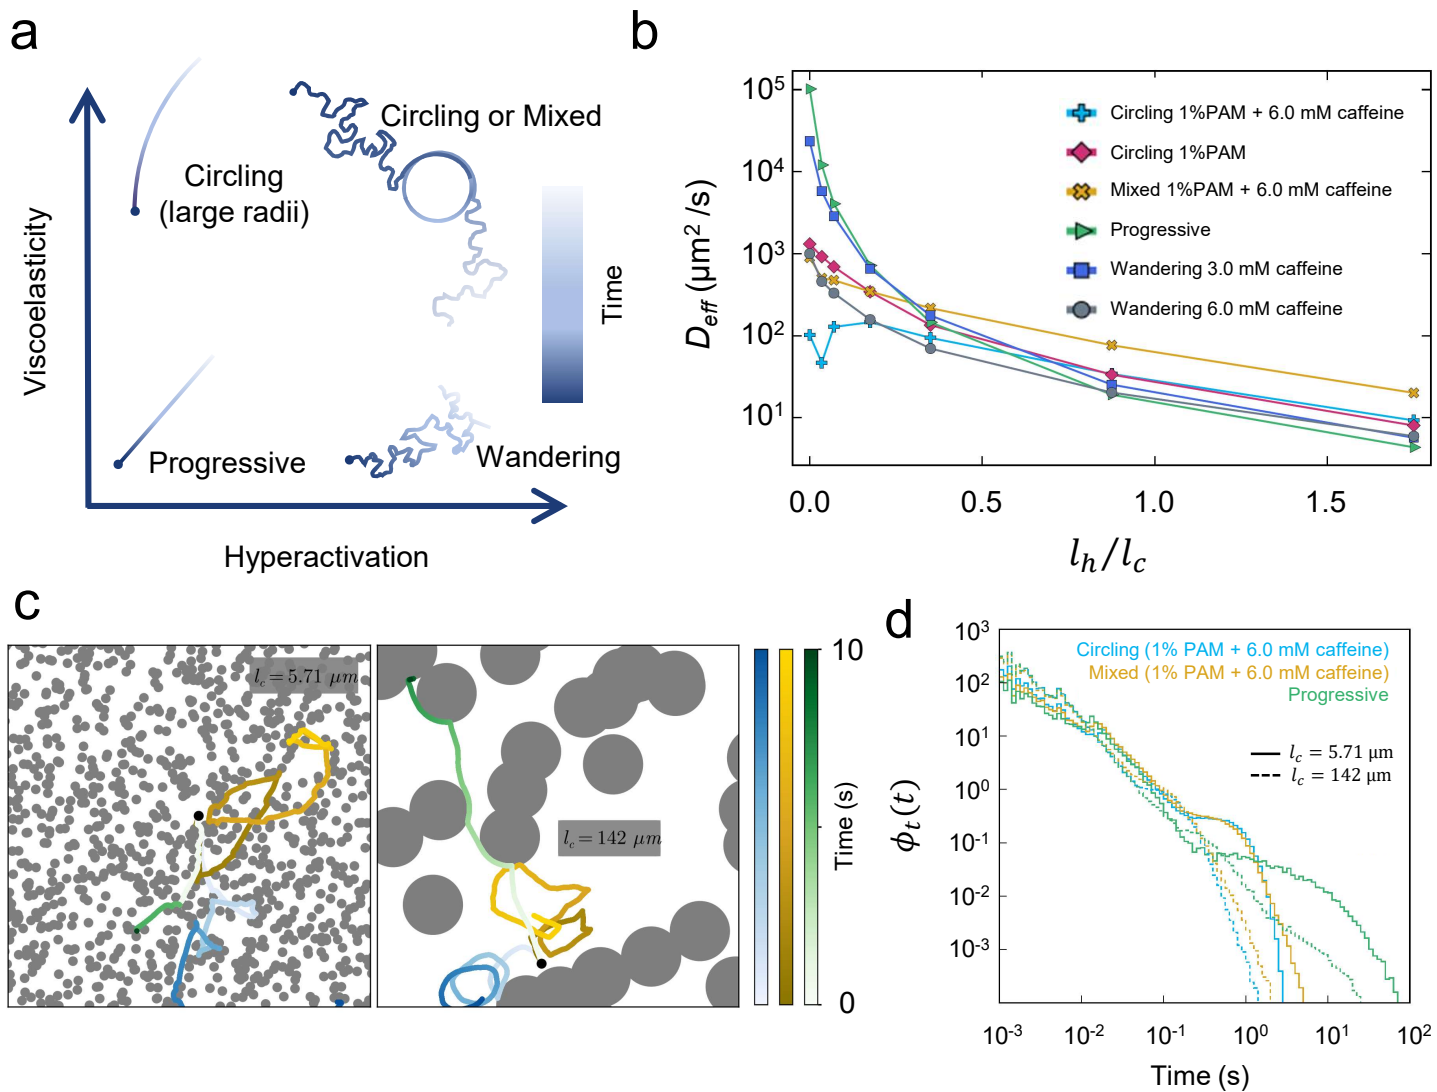 a
Viscoelasticity
Circling
(large radii)
Circling or Mixed
Progressive
Wandering
Time
Hyperactivation
b
D_eff (μm² /s)
10⁵
10⁴
10³
10²
10¹
Circling 1%PAM + 6.0 mM caffeine
Circling 1%PAM
Mixed 1%PAM + 6.0 mM caffeine
Progressive
Wandering 3.0 mM caffeine
Wandering 6.0 mM caffeine
0.0 0.5 1.0 1.5
l_h/l_c
c
l_c = 5.71 μm
l_c = 142 μm
10
Time (s)
0
d
ϕ_t(t)
10³
10²
10¹
10⁰
10⁻¹
10⁻²
10⁻³
Circling (1% PAM + 6.0 mM caffeine)
Mixed (1% PAM + 6.0 mM caffeine)
Progressive
l_c = 5.71 μm
l_c = 142 μm
10⁻³ 10⁻² 10⁻¹ 10⁰ 10¹ 10²
Time (s)